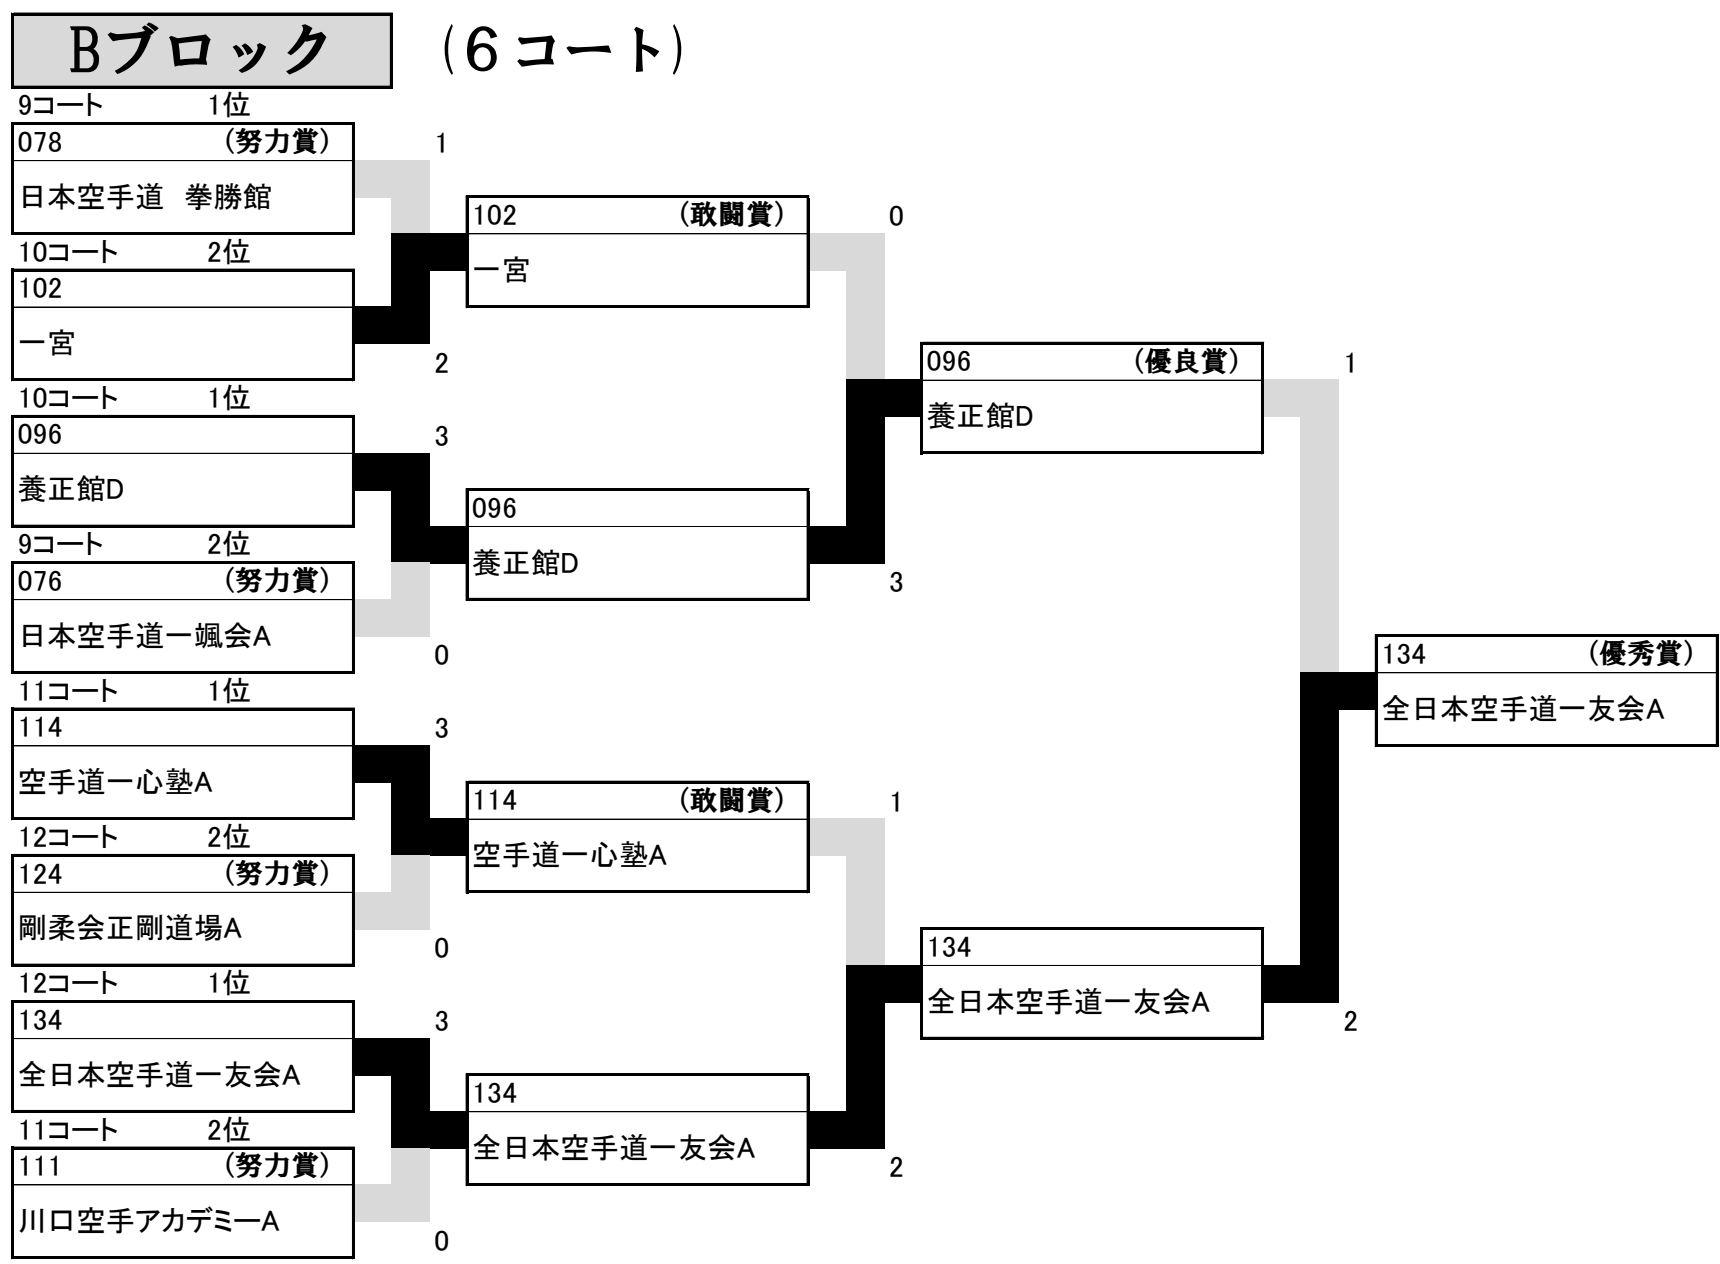 Bブロック （６コート）
9コート 1位
078 （努力賞）
1
日本空手道　拳勝館
10コート 2位
102
一宮
2
102 （敢闘賞）
0
一宮
10コート 1位
096
3
養正館D
9コート 2位
076 （努力賞）
日本空手道一颯会A
0
096
養正館D
3
096 （優良賞）
1
養正館D
11コート 1位
114
3
空手道一心塾A
12コート 2位
124 （努力賞）
剛柔会正剛道場A
0
114 （敢闘賞）
1
空手道一心塾A
12コート 1位
134
3
全日本空手道一友会A
11コート 2位
111 （努力賞）
川口空手アカデミーA
0
134
全日本空手道一友会A
2
134
全日本空手道一友会A
2
134 （優秀賞）
全日本空手道一友会A